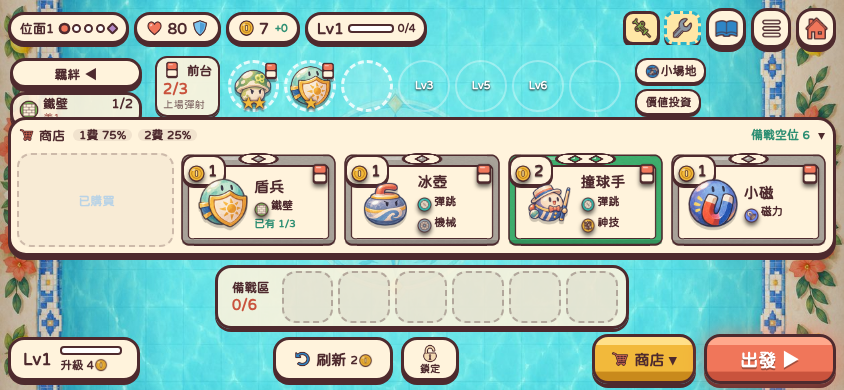 位面1
80
7 +0
Lv1 0/4
羈絆 ◀
鐵壁 1/2
前台
2/3
上場彈射
Lv3
Lv5
Lv6
小場地
價值投資
商店 1費 75% 2費 25%
備戰空位 6 ▼
已購買
1 盾兵
鐵壁
已有 1/3
1 冰壺
彈跳
機械
2 撞球手
彈跳
神技
1 小磁
磁力
備戰區
0/6
Lv1
升級 4
刷新 2
鎖定
商店 ▼
出發 ▶